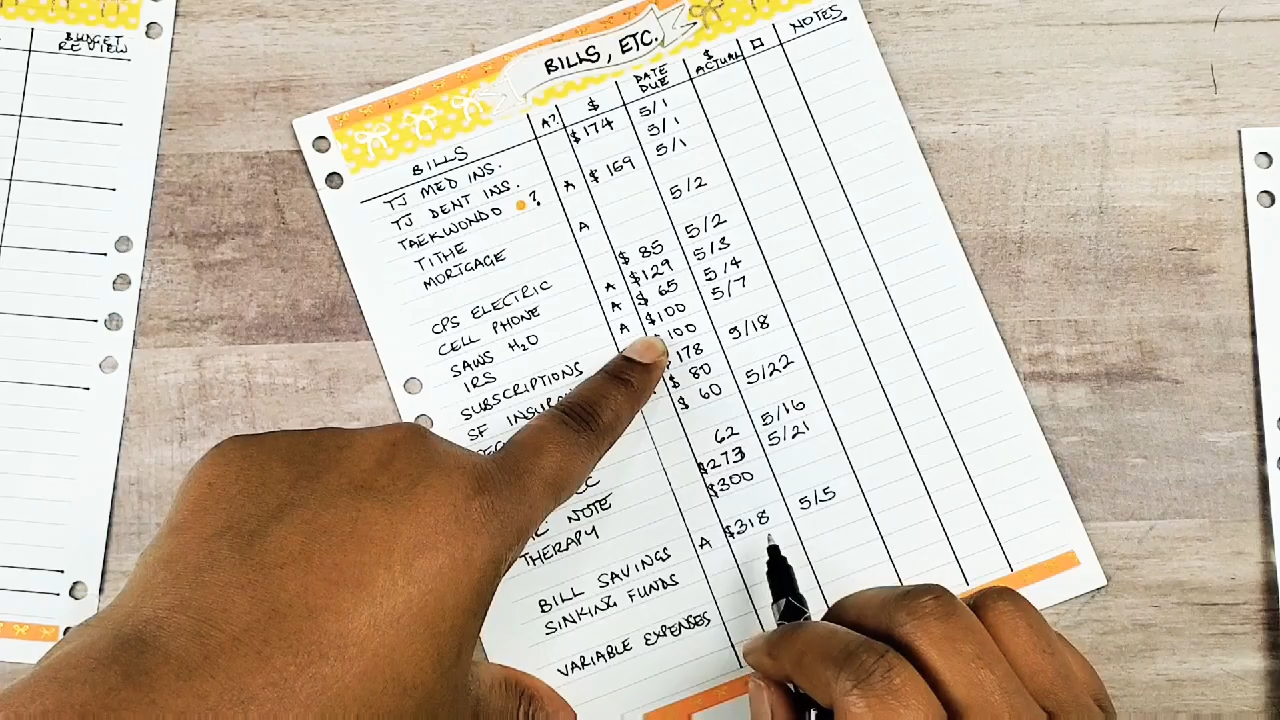 BUDGET
REVIEW
BILLS, ETC.
BILLS A? $ DATE DUE $ ACTUAL NOTES
TJ MED INS. $174 5/1
TJ DENT INS. 5/1
TAEKWONDO ? A $169 5/1
TITHE
MORTGAGE A 5/2
CPS ELECTRIC $ 85 5/2
CELL PHONE A $129 5/3
SAWS H₂O A $ 65 5/4
IRS A $100 5/7
SUBSCRIPTIONS 100
SF 178 5/18
$ 80
$ 60 5/22
62 5/16
NOTE $273 5/21
THERAPY $300
BILL SAVINGS A $318 5/5
SINKING FUNDS
VARIABLE EXPENSES